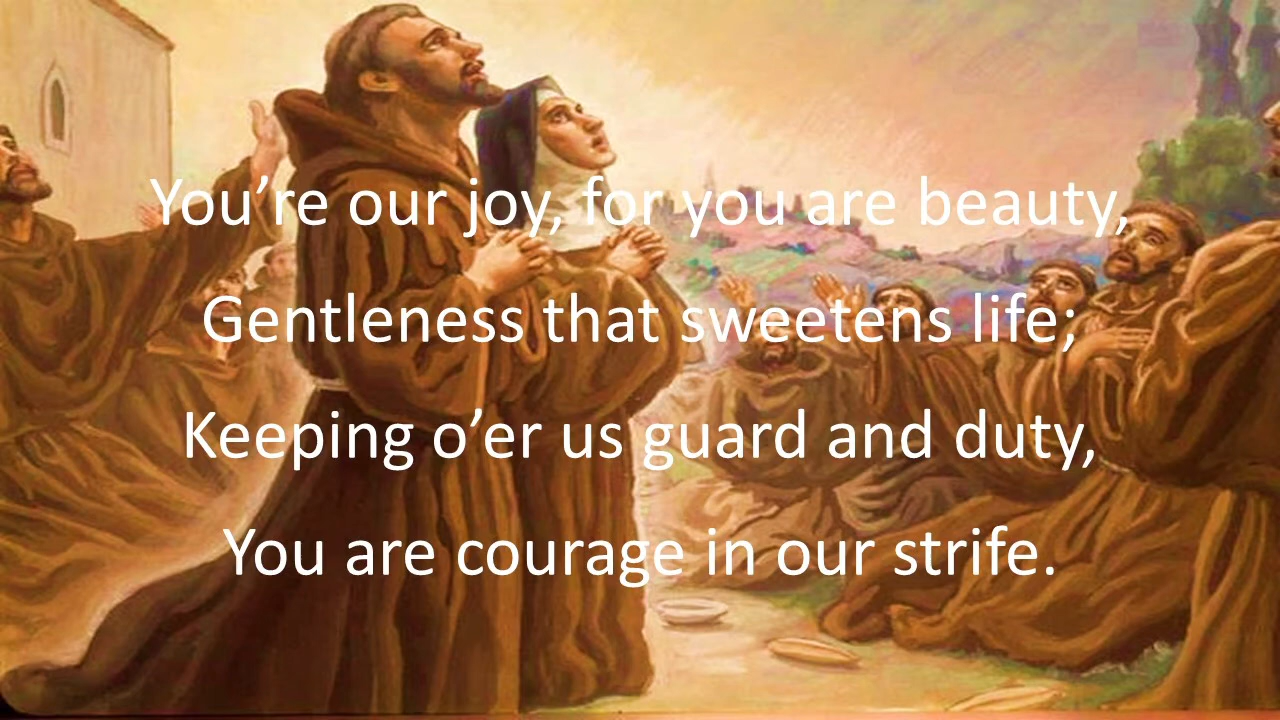 You’re our joy, for you are beauty,
Gentleness that sweetens life;
Keeping o’er us guard and duty,
You are courage in our strife.